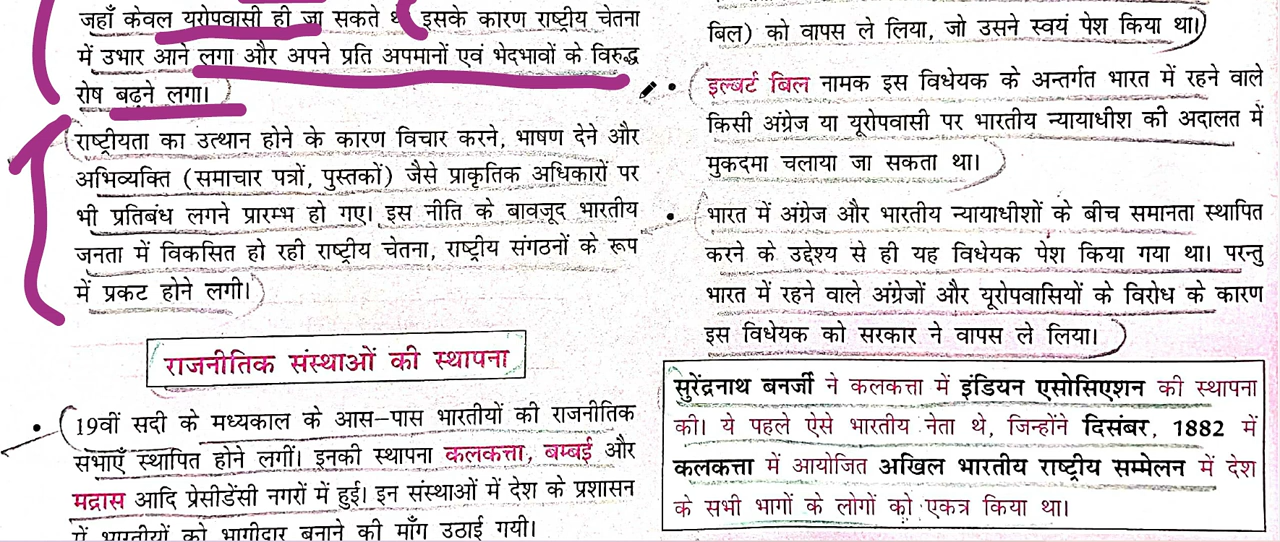 जहाँ केवल यूरोपवासी ही जा सकते थे इसके कारण राष्ट्रीय चेतना
में उभार आने लगा और अपने प्रति अपमानों एवं भेदभावों के विरुद्ध
रोष बढ़ने लगा।
राष्ट्रीयता का उत्थान होने के कारण विचार करने, भाषण देने और
अभिव्यक्ति (समाचार पत्रों, पुस्तकों) जैसे प्राकृतिक अधिकारों पर
भी प्रतिबंध लगने प्रारम्भ हो गए। इस नीति के बावजूद भारतीय
जनता में विकसित हो रही राष्ट्रीय चेतना, राष्ट्रीय संगठनों के रूप
में प्रकट होने लगी।
राजनीतिक संस्थाओं की स्थापना
• 19वीं सदी के मध्यकाल के आस-पास भारतीयों की राजनीतिक
सभाएँ स्थापित होने लगीं। इनकी स्थापना कलकत्ता, बम्बई और
मद्रास आदि प्रेसीडेंसी नगरों में हुई। इन संस्थाओं में देश के प्रशासन
में भारतीयों को भागीदार बनाने की माँग उठाई गयी।
बिल) को वापस ले लिया, जो उसने स्वयं पेश किया था।
• इल्बर्ट बिल नामक इस विधेयक के अन्तर्गत भारत में रहने वाले
किसी अंग्रेज या यूरोपवासी पर भारतीय न्यायाधीश की अदालत में
मुकदमा चलाया जा सकता था।
• भारत में अंग्रेज और भारतीय न्यायाधीशों के बीच समानता स्थापित
करने के उद्देश्य से ही यह विधेयक पेश किया गया था। परन्तु
भारत में रहने वाले अंग्रेजों और यूरोपवासियों के विरोध के कारण
इस विधेयक को सरकार ने वापस ले लिया।
सुरेंद्रनाथ बनर्जी ने कलकत्ता में इंडियन एसोसिएशन की स्थापना
की। ये पहले ऐसे भारतीय नेता थे, जिन्होंने दिसंबर, 1882 में
कलकत्ता में आयोजित अखिल भारतीय राष्ट्रीय सम्मेलन में देश
के सभी भागों के लोगों को एकत्र किया था।